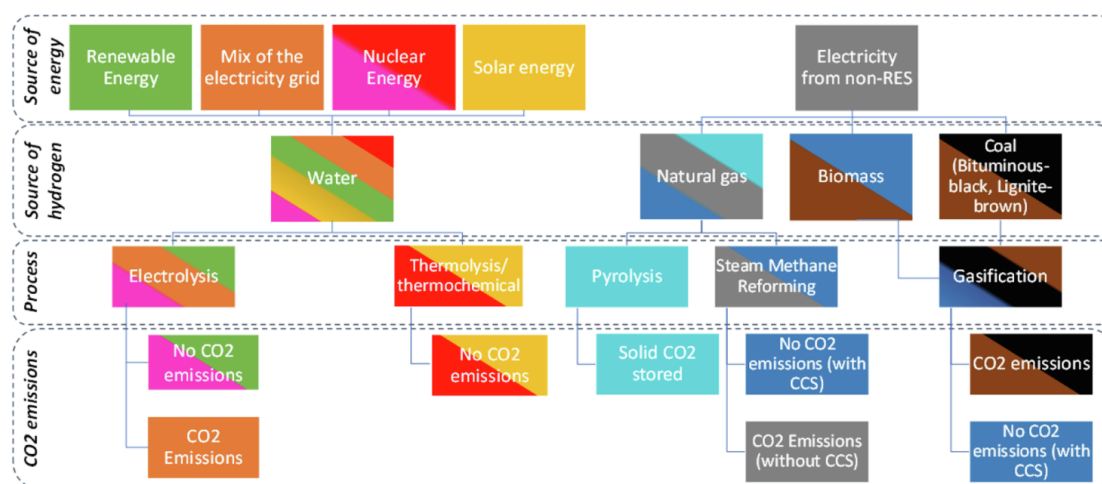 Source of
energy
Renewable
Energy
Mix of the
electricity grid
Nuclear
Energy
Solar energy
Electricity
from non-RES
Source of
hydrogen
Water
Natural gas
Biomass
Coal
(Bituminous-
black, Lignite-
brown)
Process
Electrolysis
Thermolysis/
thermochemical
Pyrolysis
Steam Methane
Reforming
Gasification
CO2 emissions
No CO2
emissions
No CO2
emissions
Solid CO2
stored
No CO2
emissions (with
CCS)
CO2 emissions
CO2
Emissions
CO2 Emissions
(without CCS)
No CO2
emissions (with
CCS)